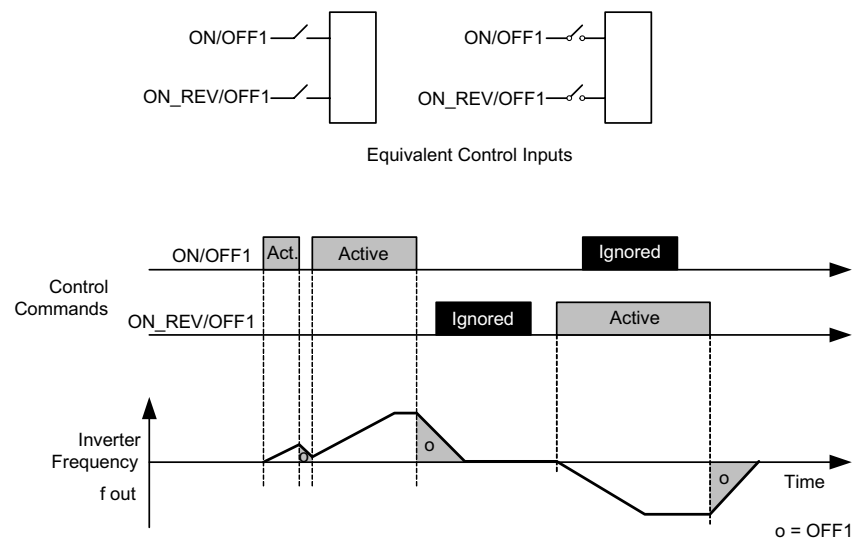 ON/OFF1
ON/OFF1
ON_REV/OFF1
ON_REV/OFF1
Equivalent Control Inputs
ON/OFF1
Act.
Active
Ignored
Control
Commands
ON_REV/OFF1
Ignored
Active
Inverter
Frequency
f out
o
o
o
Time
o = OFF1